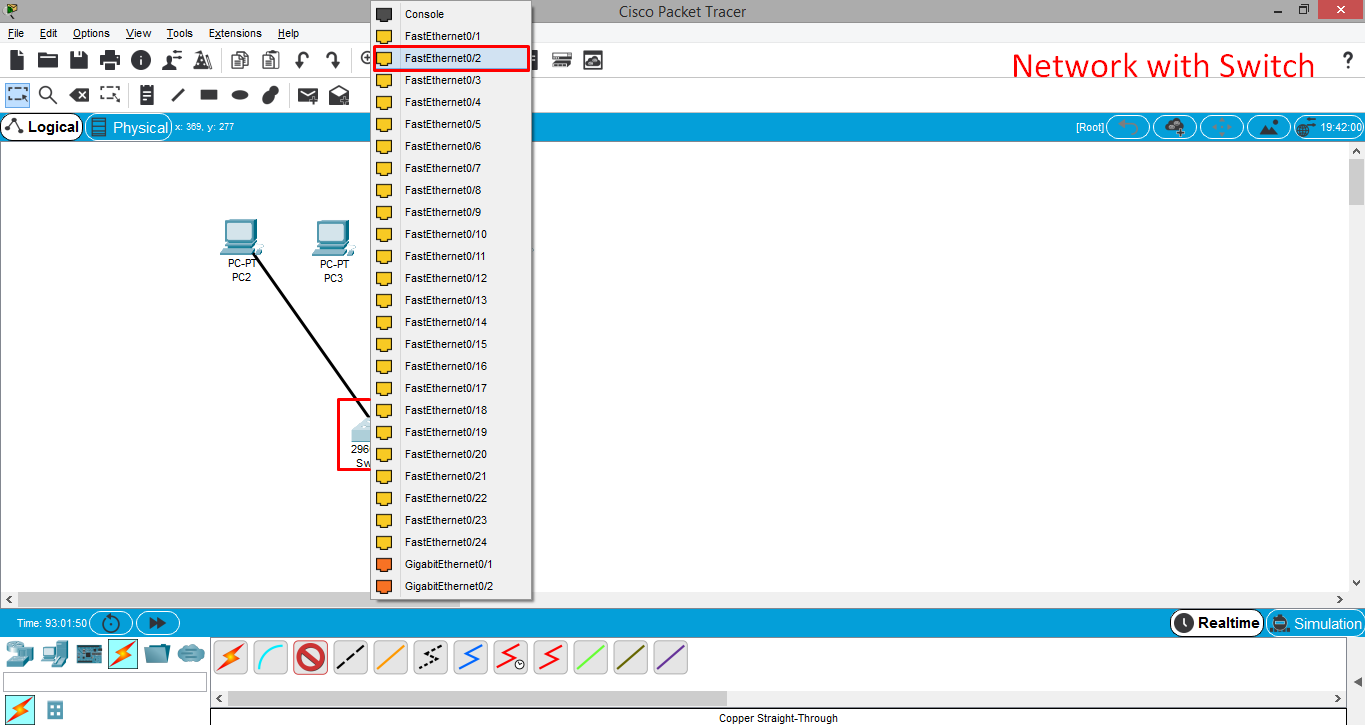 Cisco Packet Tracer
File Edit Options View Tools Extensions Help
Network with Switch
?
Logical
Physical
x: 369, y: 277
[Root]
19:42:00
Console
FastEthernet0/1
FastEthernet0/2
FastEthernet0/3
FastEthernet0/4
FastEthernet0/5
FastEthernet0/6
FastEthernet0/7
FastEthernet0/8
FastEthernet0/9
FastEthernet0/10
FastEthernet0/11
FastEthernet0/12
FastEthernet0/13
FastEthernet0/14
FastEthernet0/15
FastEthernet0/16
FastEthernet0/17
FastEthernet0/18
FastEthernet0/19
FastEthernet0/20
FastEthernet0/21
FastEthernet0/22
FastEthernet0/23
FastEthernet0/24
GigabitEthernet0/1
GigabitEthernet0/2
PC-PT
PC2
PC-PT
PC3
296
Sw
Time: 93:01:50
Realtime
Simulation
Copper Straight-Through